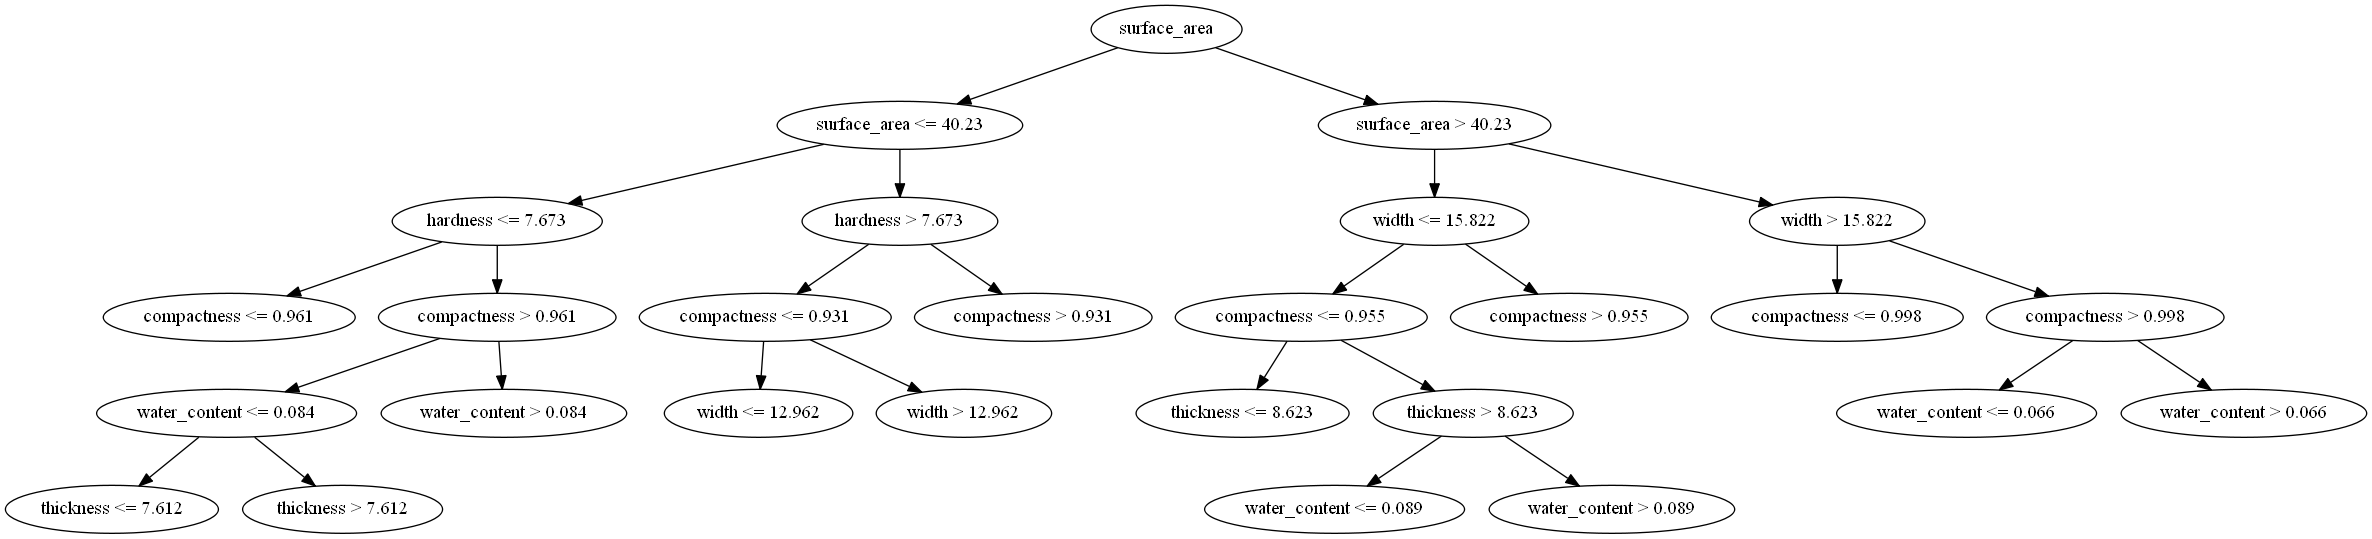 surface_area
surface_area <= 40.23
surface_area > 40.23
hardness <= 7.673
hardness > 7.673
width <= 15.822
width > 15.822
compactness <= 0.961
compactness > 0.961
compactness <= 0.931
compactness > 0.931
compactness <= 0.955
compactness > 0.955
compactness <= 0.998
compactness > 0.998
water_content <= 0.084
water_content > 0.084
width <= 12.962
width > 12.962
thickness <= 8.623
thickness > 8.623
water_content <= 0.066
water_content > 0.066
thickness <= 7.612
thickness > 7.612
water_content <= 0.089
water_content > 0.089